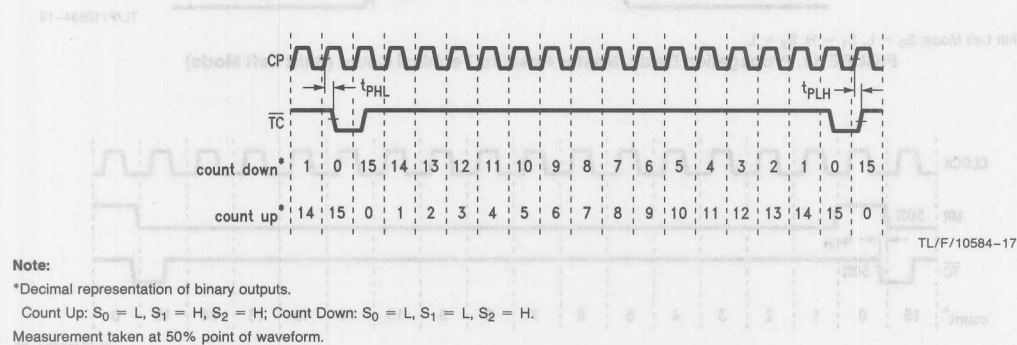 CP
tPHL
tPLH
TC
count down* 1 0 15 14 13 12 11 10 9 8 7 6 5 4 3 2 1 0 15
count up* 14 15 0 1 2 3 4 5 6 7 8 9 10 11 12 13 14 15 0
TL/F/10584–17
Note:
*Decimal representation of binary outputs.
Count Up: S0 = L, S1 = H, S2 = H; Count Down: S0 = L, S1 = L, S2 = H.
Measurement taken at 50% point of waveform.